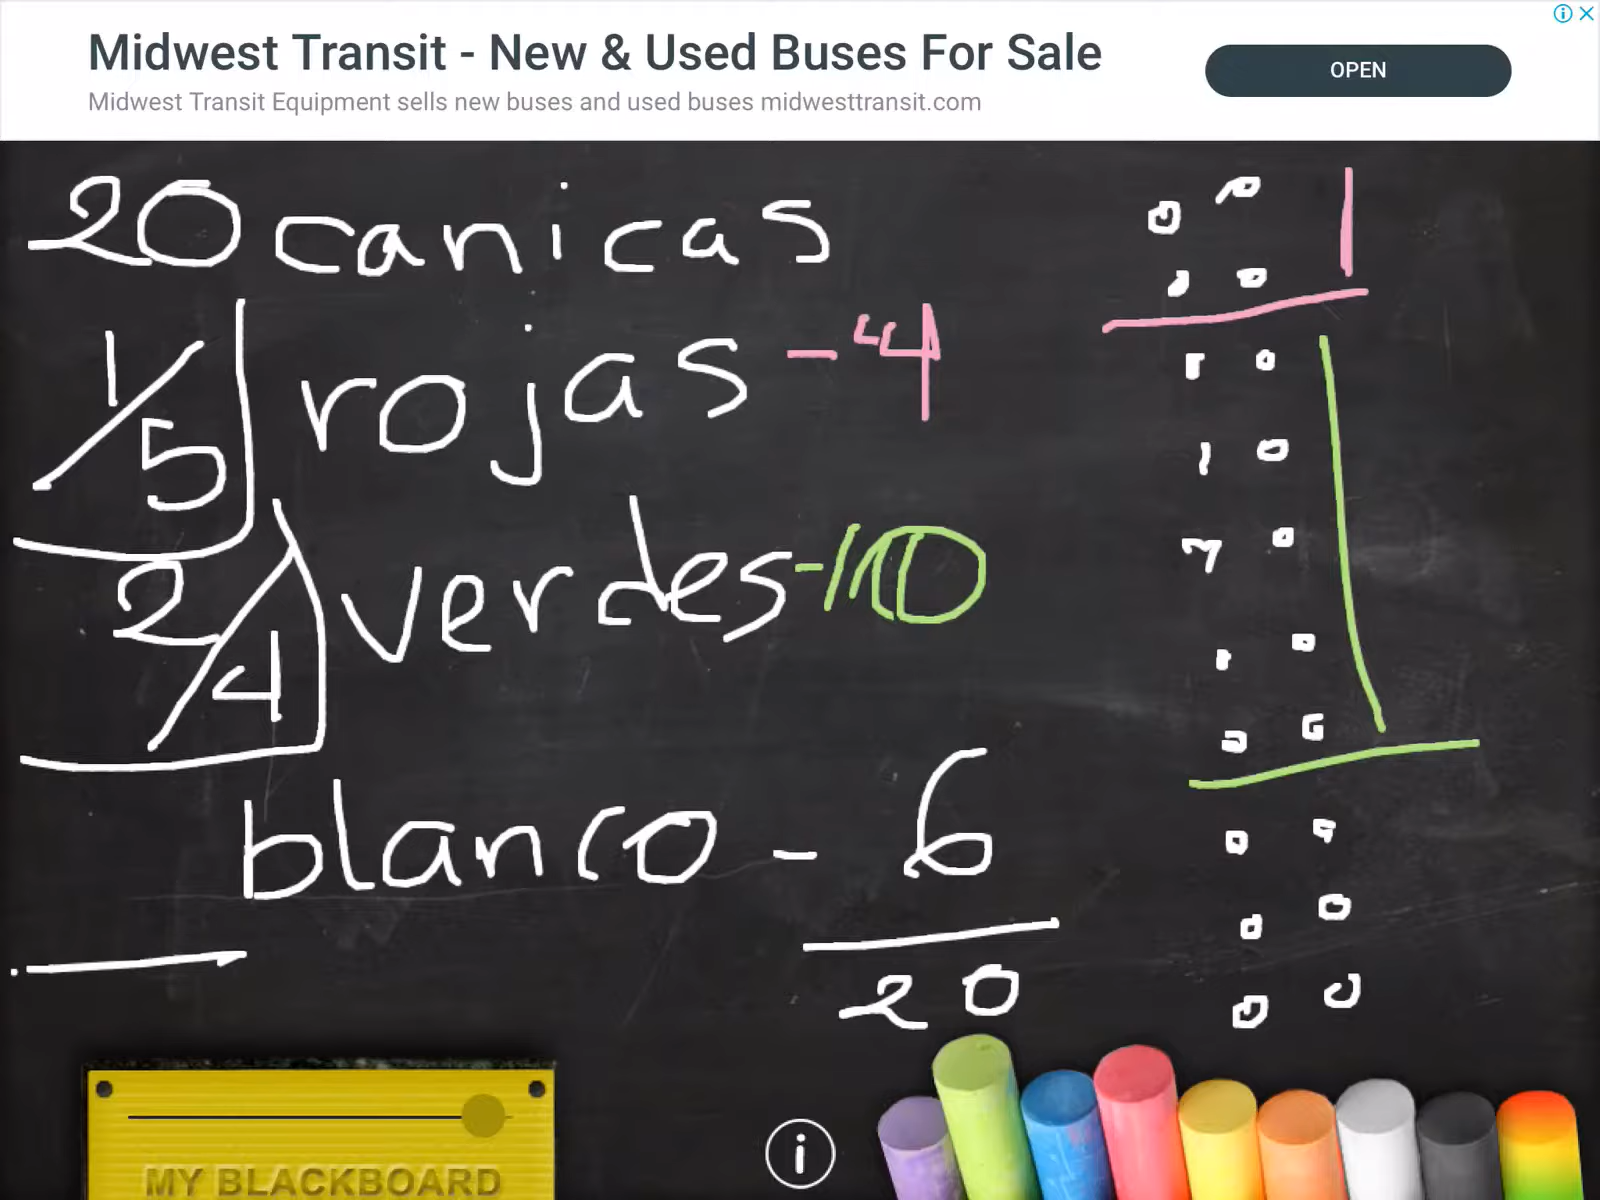 Midwest Transit - New & Used Buses For Sale
Midwest Transit Equipment sells new buses and used buses midwesttransit.com
OPEN
20 canicas
1/5 rojas - 4
2/4 verdes - 10
blanco - 6
20
MY BLACKBOARD